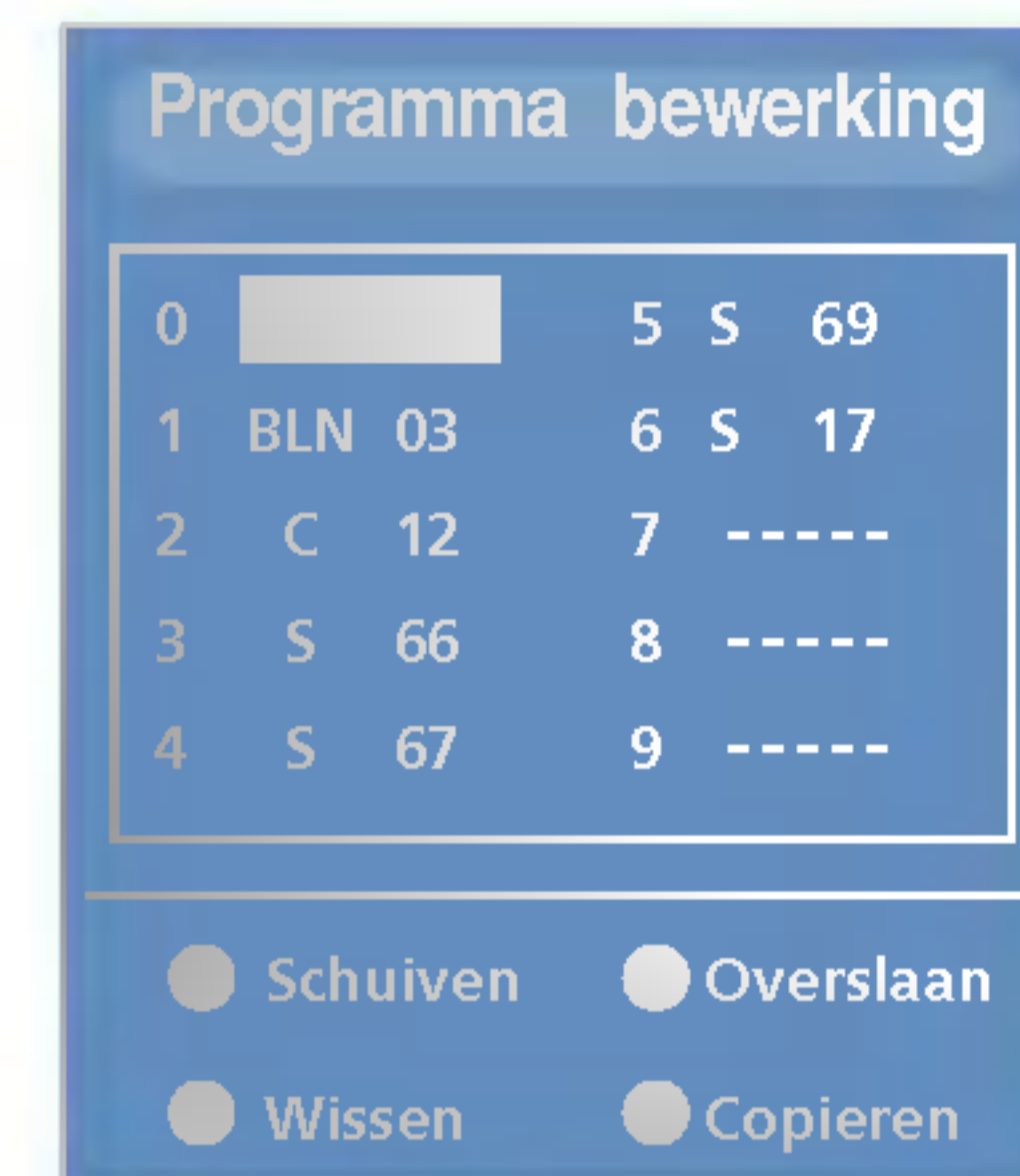 Programma bewerking
0 5 S 69
1 BLN 03 6 S 17
2 C 12 7 -----
3 S 66 8 -----
4 S 67 9 -----
Schuiven Overslaan
Wissen Copieren